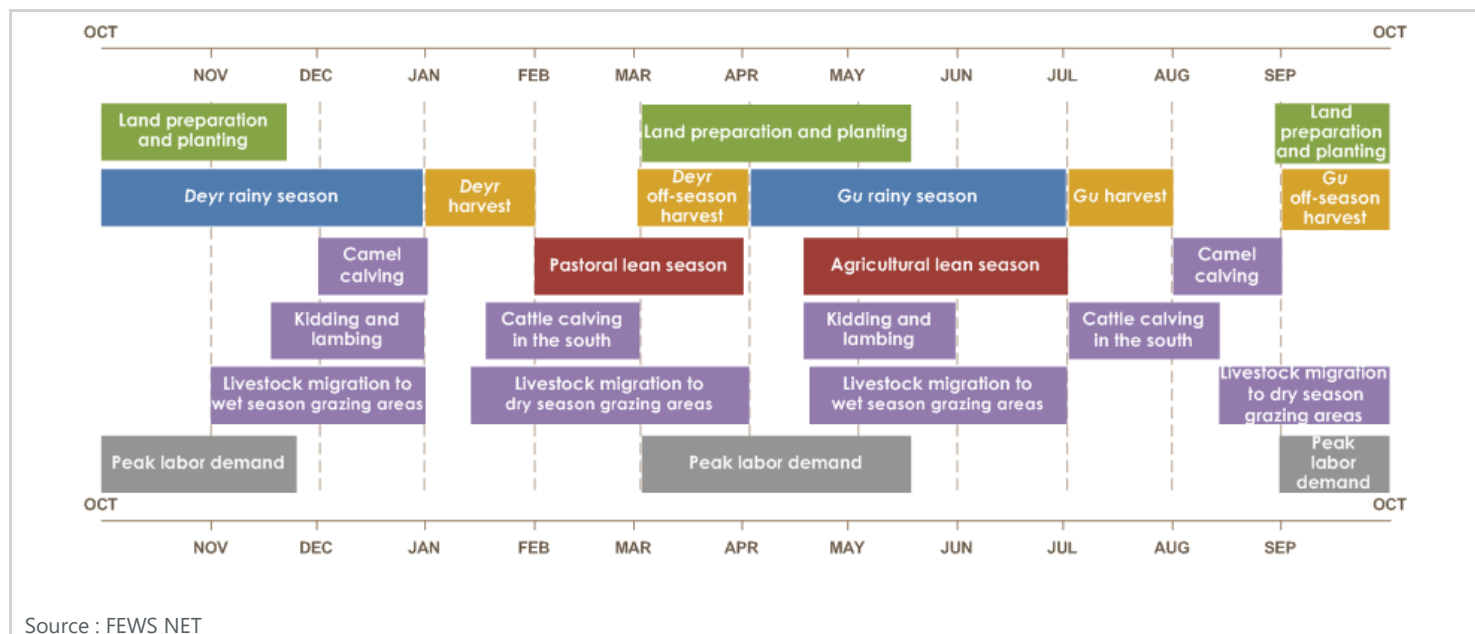 OCT OCT
NOV DEC JAN FEB MAR APR MAY JUN JUL AUG SEP
Land preparation
and planting
Land preparation and planting
Land
preparation
and planting
Deyr rainy season
Deyr
harvest
Deyr
off-season
harvest
Gu rainy season
Gu harvest
Gu
off-season
harvest
Camel
calving
Pastoral lean season
Agricultural lean season
Camel
calving
Kidding and
lambing
Cattle calving
in the south
Kidding and
lambing
Cattle calving
in the south
Livestock migration to
wet season grazing areas
Livestock migration to
dry season grazing areas
Livestock migration to
wet season grazing areas
Livestock migration
to dry season
grazing areas
Peak labor demand
Peak labor demand
Peak
labor
demand
OCT OCT
NOV DEC JAN FEB MAR APR MAY JUN JUL AUG SEP
Source : FEWS NET